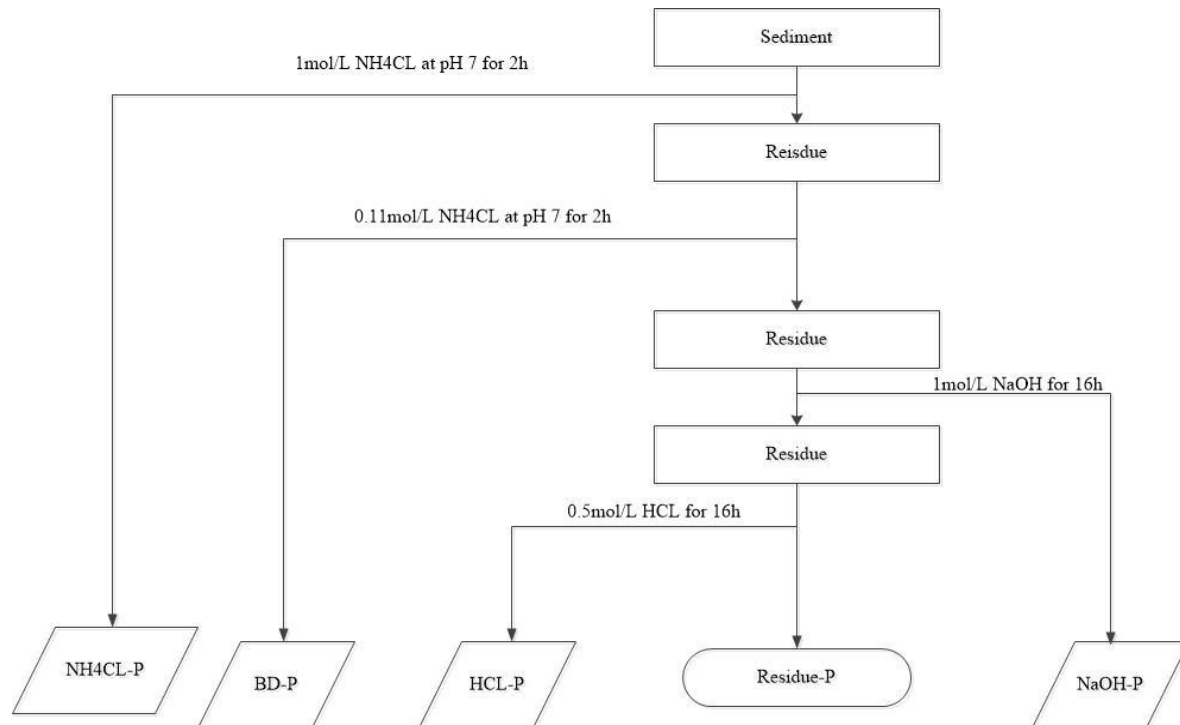 Sediment
1mol/L NH4CL at pH 7 for 2h
Reisdue
0.11mol/L NH4CL at pH 7 for 2h
Residue
1mol/L NaOH for 16h
Residue
0.5mol/L HCL for 16h
NH4CL-P
BD-P
HCL-P
Residue-P
NaOH-P